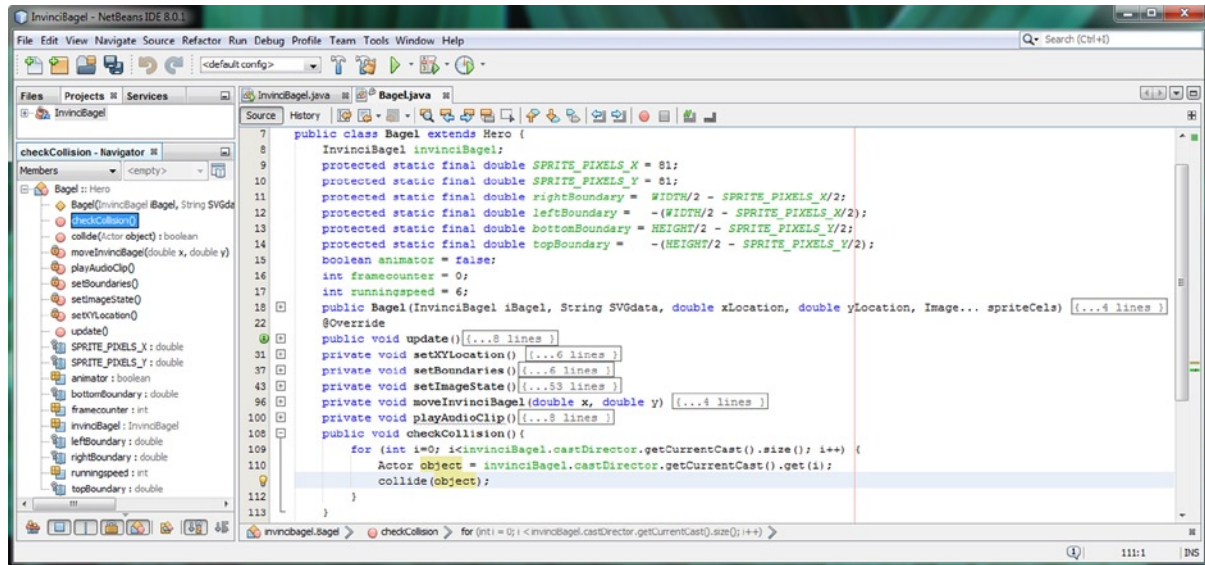 InvinciBagel - NetBeans IDE 8.0.1
File Edit View Navigate Source Refactor Run Debug Profile Team Tools Window Help
Search (Ctrl+I)
<default config>
Files Projects Services
InvinciBagel.java Bagel.java
InvinciBagel
Source History
checkCollision - Navigator
Members <empty>
Bagel :: Hero
Bagel(InvinciBagel iBagel, String SVGda
checkCollision()
collide(Actor object) : boolean
moveInvinciBagel(double x, double y)
playAudioClip()
setBoundaries()
setImageState()
setXYLocation()
update()
SPRITE_PIXELS_X : double
SPRITE_PIXELS_Y : double
animator : boolean
bottomBoundary : double
framecounter : int
invinciBagel : InvinciBagel
leftBoundary : double
rightBoundary : double
runningspeed : int
topBoundary : double
7 public class Bagel extends Hero {
8 InvinciBagel invinciBagel;
9 protected static final double SPRITE_PIXELS_X = 81;
10 protected static final double SPRITE_PIXELS_Y = 81;
11 protected static final double rightBoundary = WIDTH/2 - SPRITE_PIXELS_X/2;
12 protected static final double leftBoundary = -(WIDTH/2 - SPRITE_PIXELS_X/2);
13 protected static final double bottomBoundary = HEIGHT/2 - SPRITE_PIXELS_Y/2;
14 protected static final double topBoundary = -(HEIGHT/2 - SPRITE_PIXELS_Y/2);
15 boolean animator = false;
16 int framecounter = 0;
17 int runningspeed = 6;
18 public Bagel(InvinciBagel iBagel, String SVGdata, double xLocation, double yLocation, Image... spriteCels) {...4 lines }
22 @Override
public void update() {...8 lines }
31 private void setXYLocation() {...6 lines }
37 private void setBoundaries() {...6 lines }
43 private void setImageState() {...53 lines }
96 private void moveInvinciBagel(double x, double y) {...4 lines }
100 private void playAudioClip() {...8 lines }
108 public void checkCollision() {
109 for (int i=0; i<invinciBagel.castDirector.getCurrentCast().size(); i++) {
110 Actor object = invinciBagel.castDirector.getCurrentCast().get(i);
collide(object);
112 }
113 }
invincibagel.Bagel checkCollision for (int i = 0; i < invinciBagel.castDirector.getCurrentCast().size(); i++)
111:1 INS